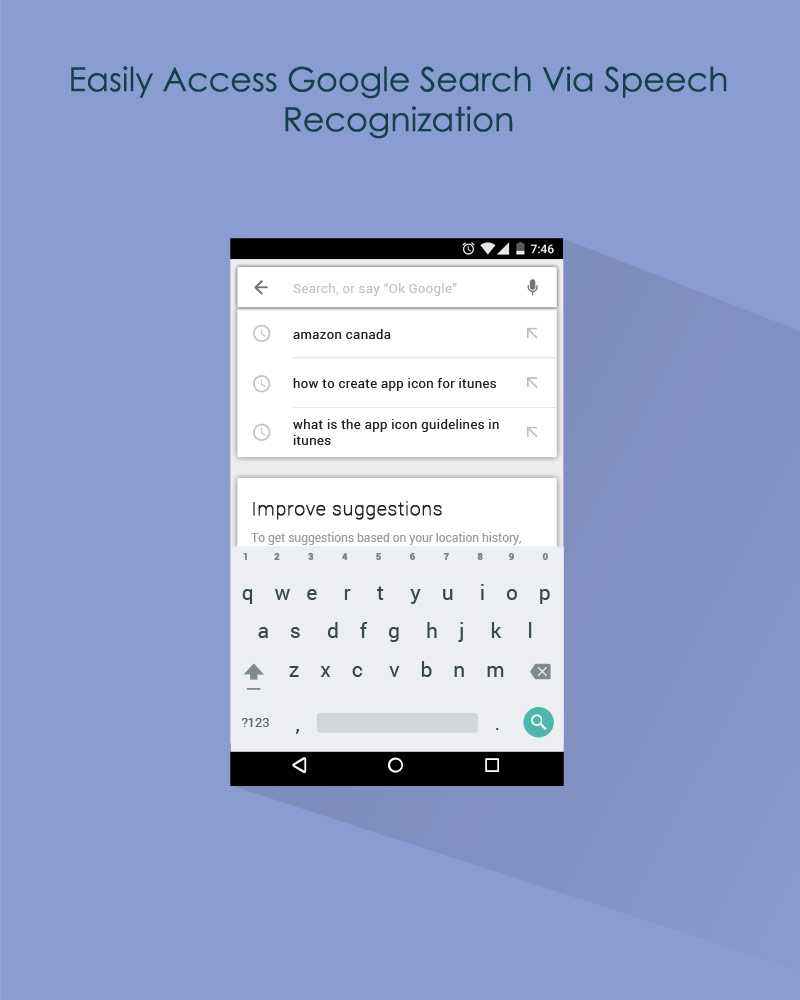 Easily Access Google Search Via Speech
Recognization
7:46
Search, or say “Ok Google”
amazon canada
how to create app icon for itunes
what is the app icon guidelines in
itunes
Improve suggestions
To get suggestions based on your location history,
1 2 3 4 5 6 7 8 9 0
q w e r t y u i o p
a s d f g h j k l
z x c v b n m
?123 , .